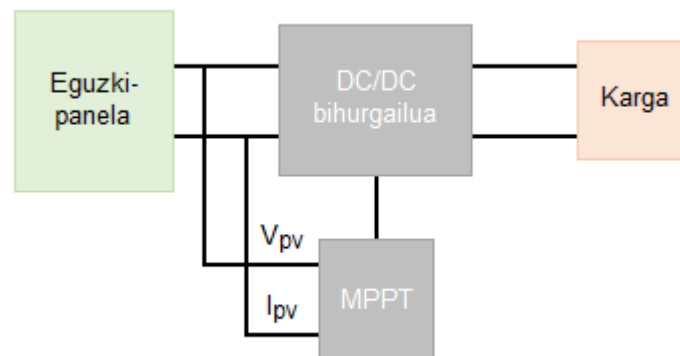 Eguzki-
panela
DC/DC
bihurgailua
Karga
Vpv
Ipv
MPPT